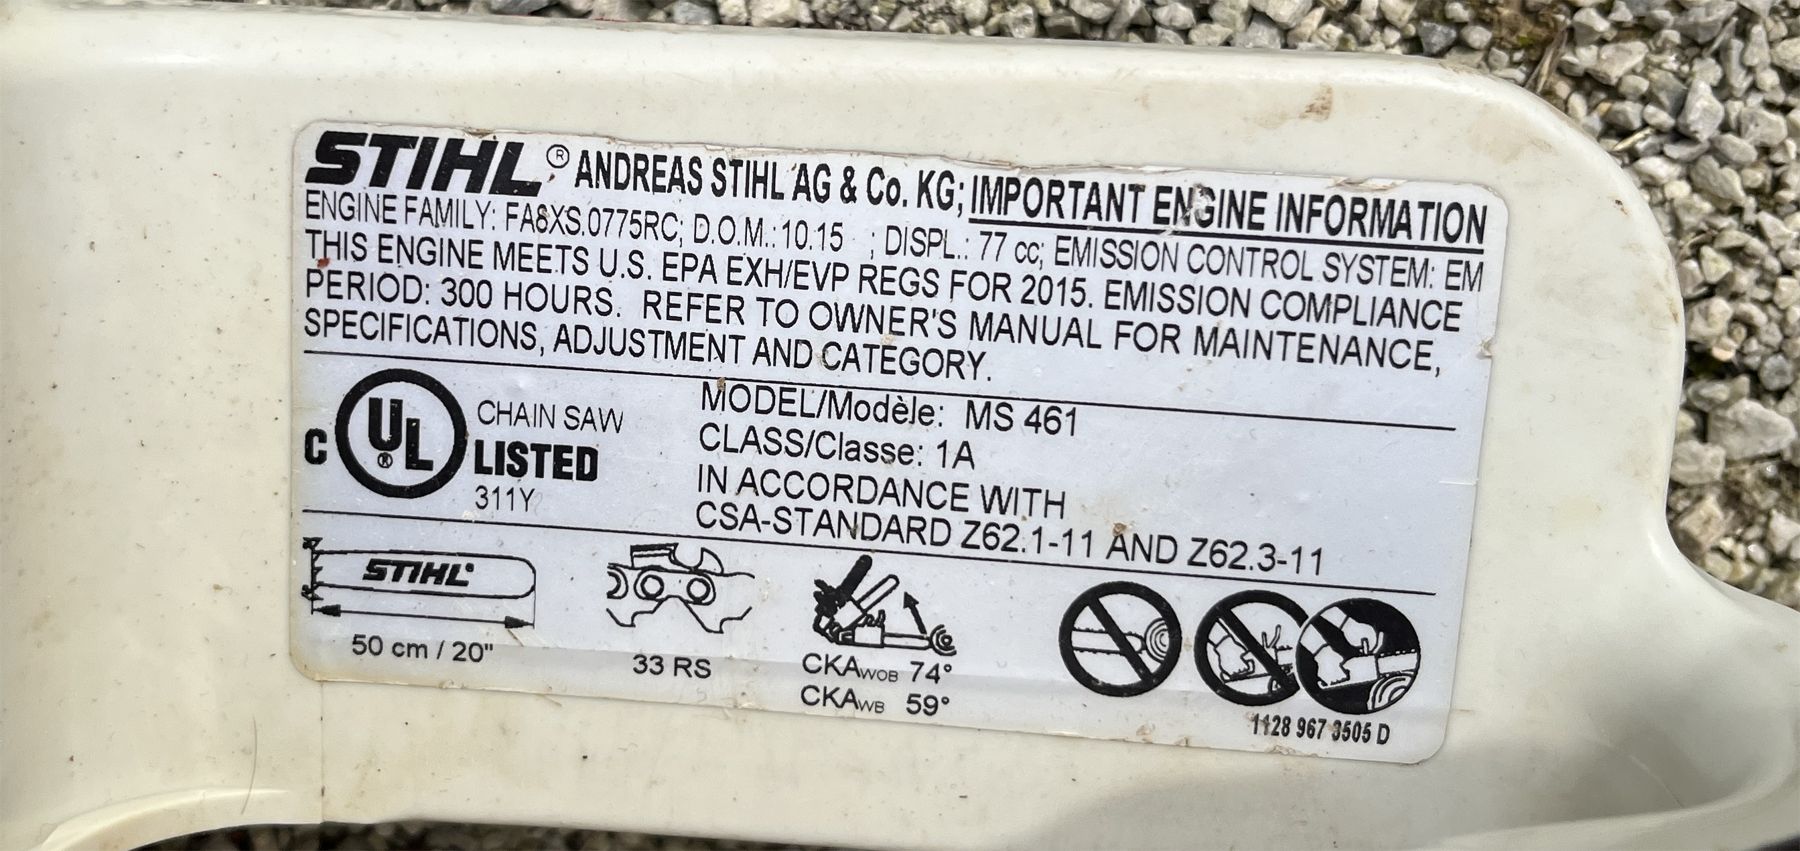 STIHL® ANDREAS STIHL AG & Co. KG; IMPORTANT ENGINE INFORMATION
ENGINE FAMILY: FA8XS.0775RC; D.O.M.:10.15 ; DISPL.: 77 cc; EMISSION CONTROL SYSTEM: EM
THIS ENGINE MEETS U.S. EPA EXH/EVP REGS FOR 2015. EMISSION COMPLIANCE
PERIOD: 300 HOURS. REFER TO OWNER'S MANUAL FOR MAINTENANCE,
SPECIFICATIONS, ADJUSTMENT AND CATEGORY.
C UL® CHAIN SAW
LISTED
311Y
MODEL/Modèle: MS 461
CLASS/Classe: 1A
IN ACCORDANCE WITH
CSA-STANDARD Z62.1-11 AND Z62.3-11
STIHL®
50 cm / 20"
33 RS
CKAWOB 74°
CKAWB 59°
1128 967 3505 D